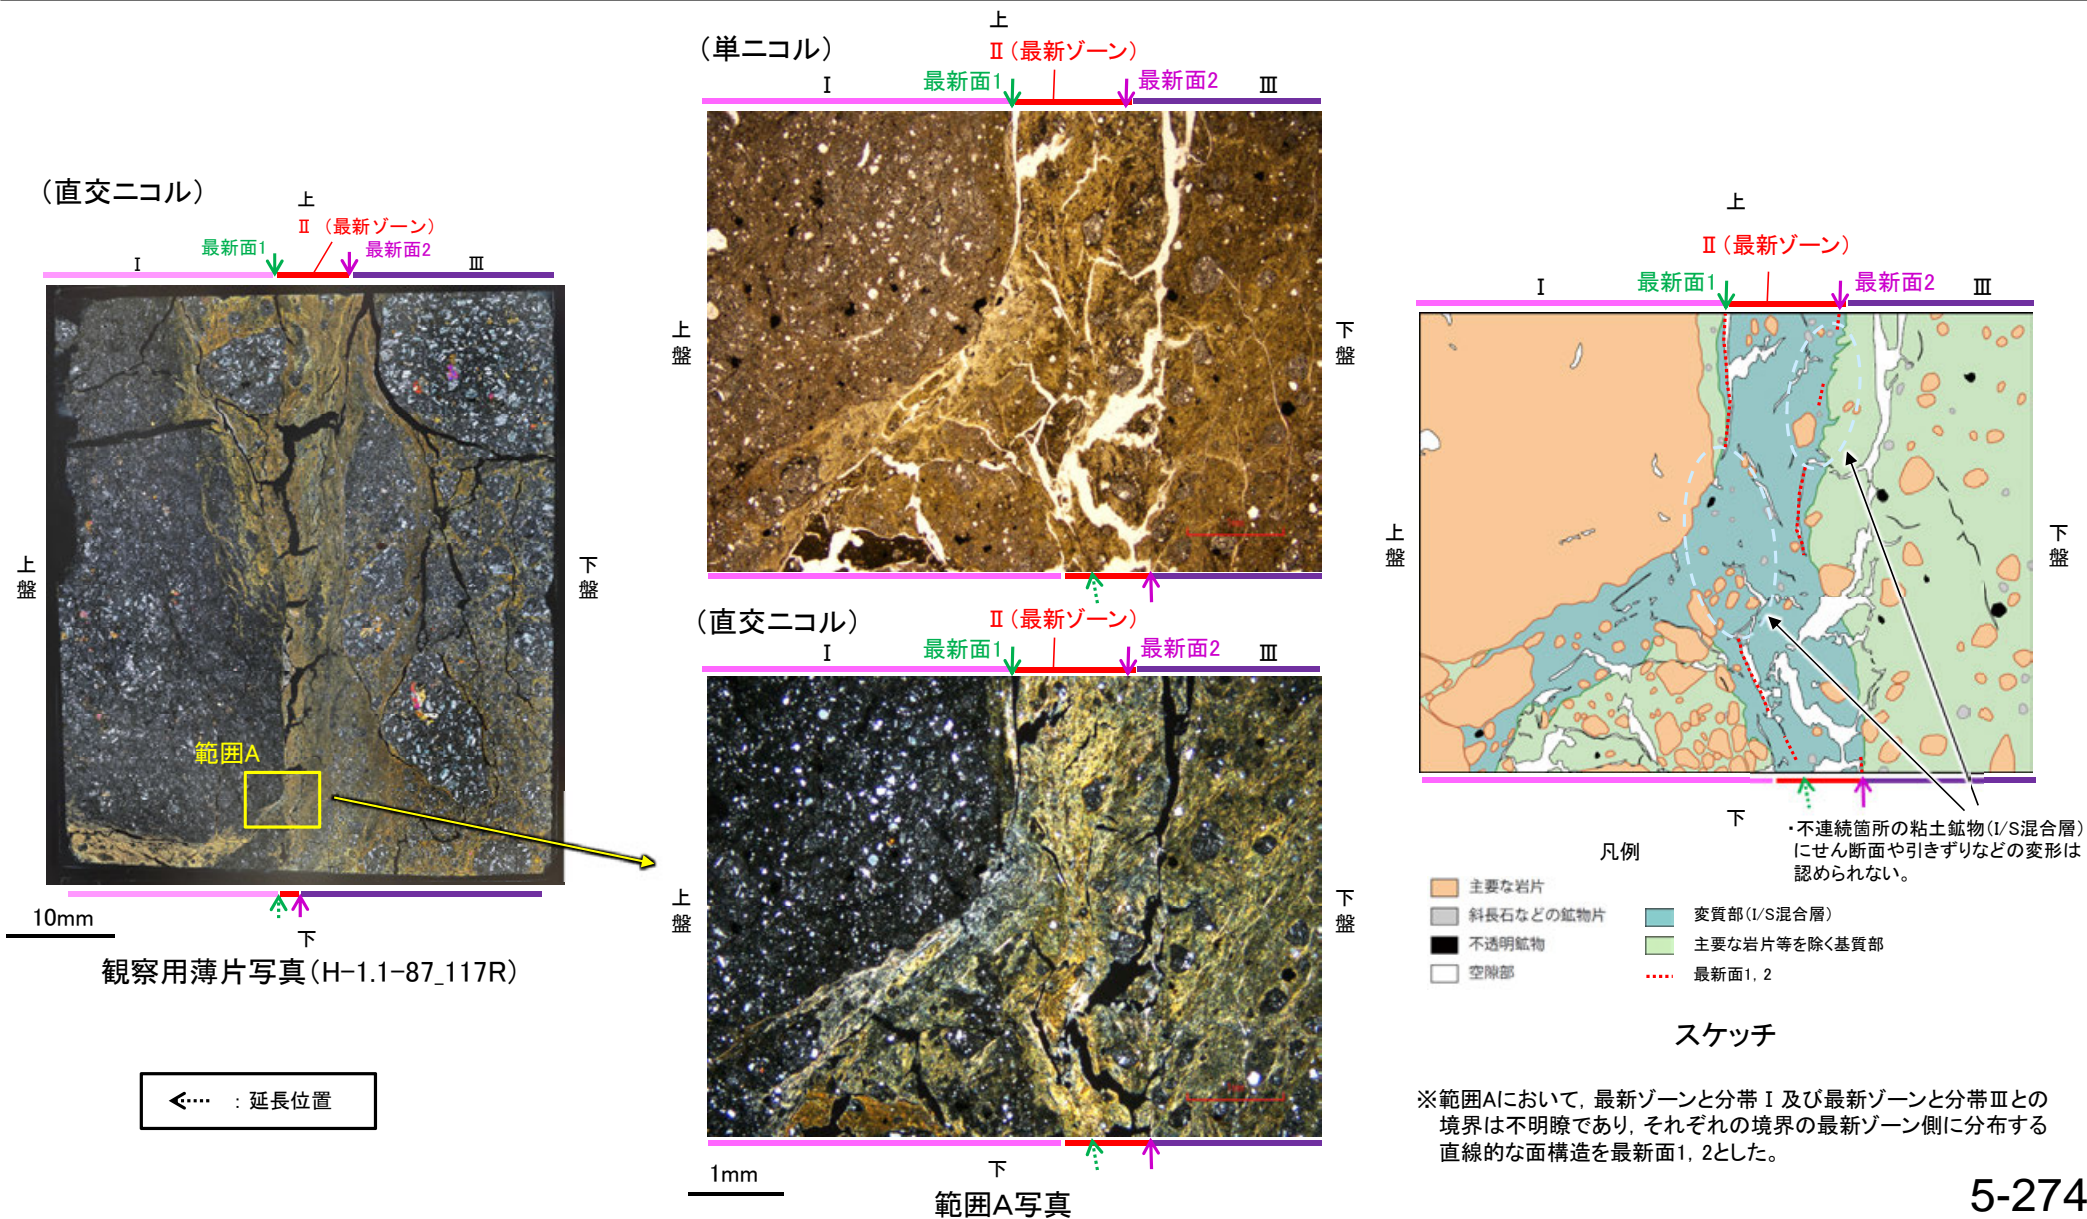 (直交ニコル)
上
Ⅱ (最新ゾーン)
最新面1
最新面2
Ⅰ
Ⅲ
上盤
下盤
範囲A
10mm
下
観察用薄片写真(H-1.1-87_117R)
: 延長位置
(単ニコル)
上
Ⅱ(最新ゾーン)
最新面1
最新面2
Ⅰ
Ⅲ
上盤
下盤
(直交ニコル)
Ⅱ(最新ゾーン)
最新面1
最新面2
Ⅰ
Ⅲ
上盤
下盤
1mm
下
範囲A写真
上
Ⅱ(最新ゾーン)
最新面1
最新面2
Ⅰ
Ⅲ
上盤
下盤
下
・不連続箇所の粘土鉱物(I/S混合層)
にせん断面や引きずりなどの変形は
認められない。
凡例
主要な岩片
斜長石などの鉱物片
不透明鉱物
空隙部
変質部(I/S混合層)
主要な岩片等を除く基質部
最新面1, 2
スケッチ
※範囲Aにおいて, 最新ゾーンと分帯Ⅰ及び最新ゾーンと分帯Ⅲとの
境界は不明瞭であり, それぞれの境界の最新ゾーン側に分布する
直線的な面構造を最新面1, 2とした。
5-274